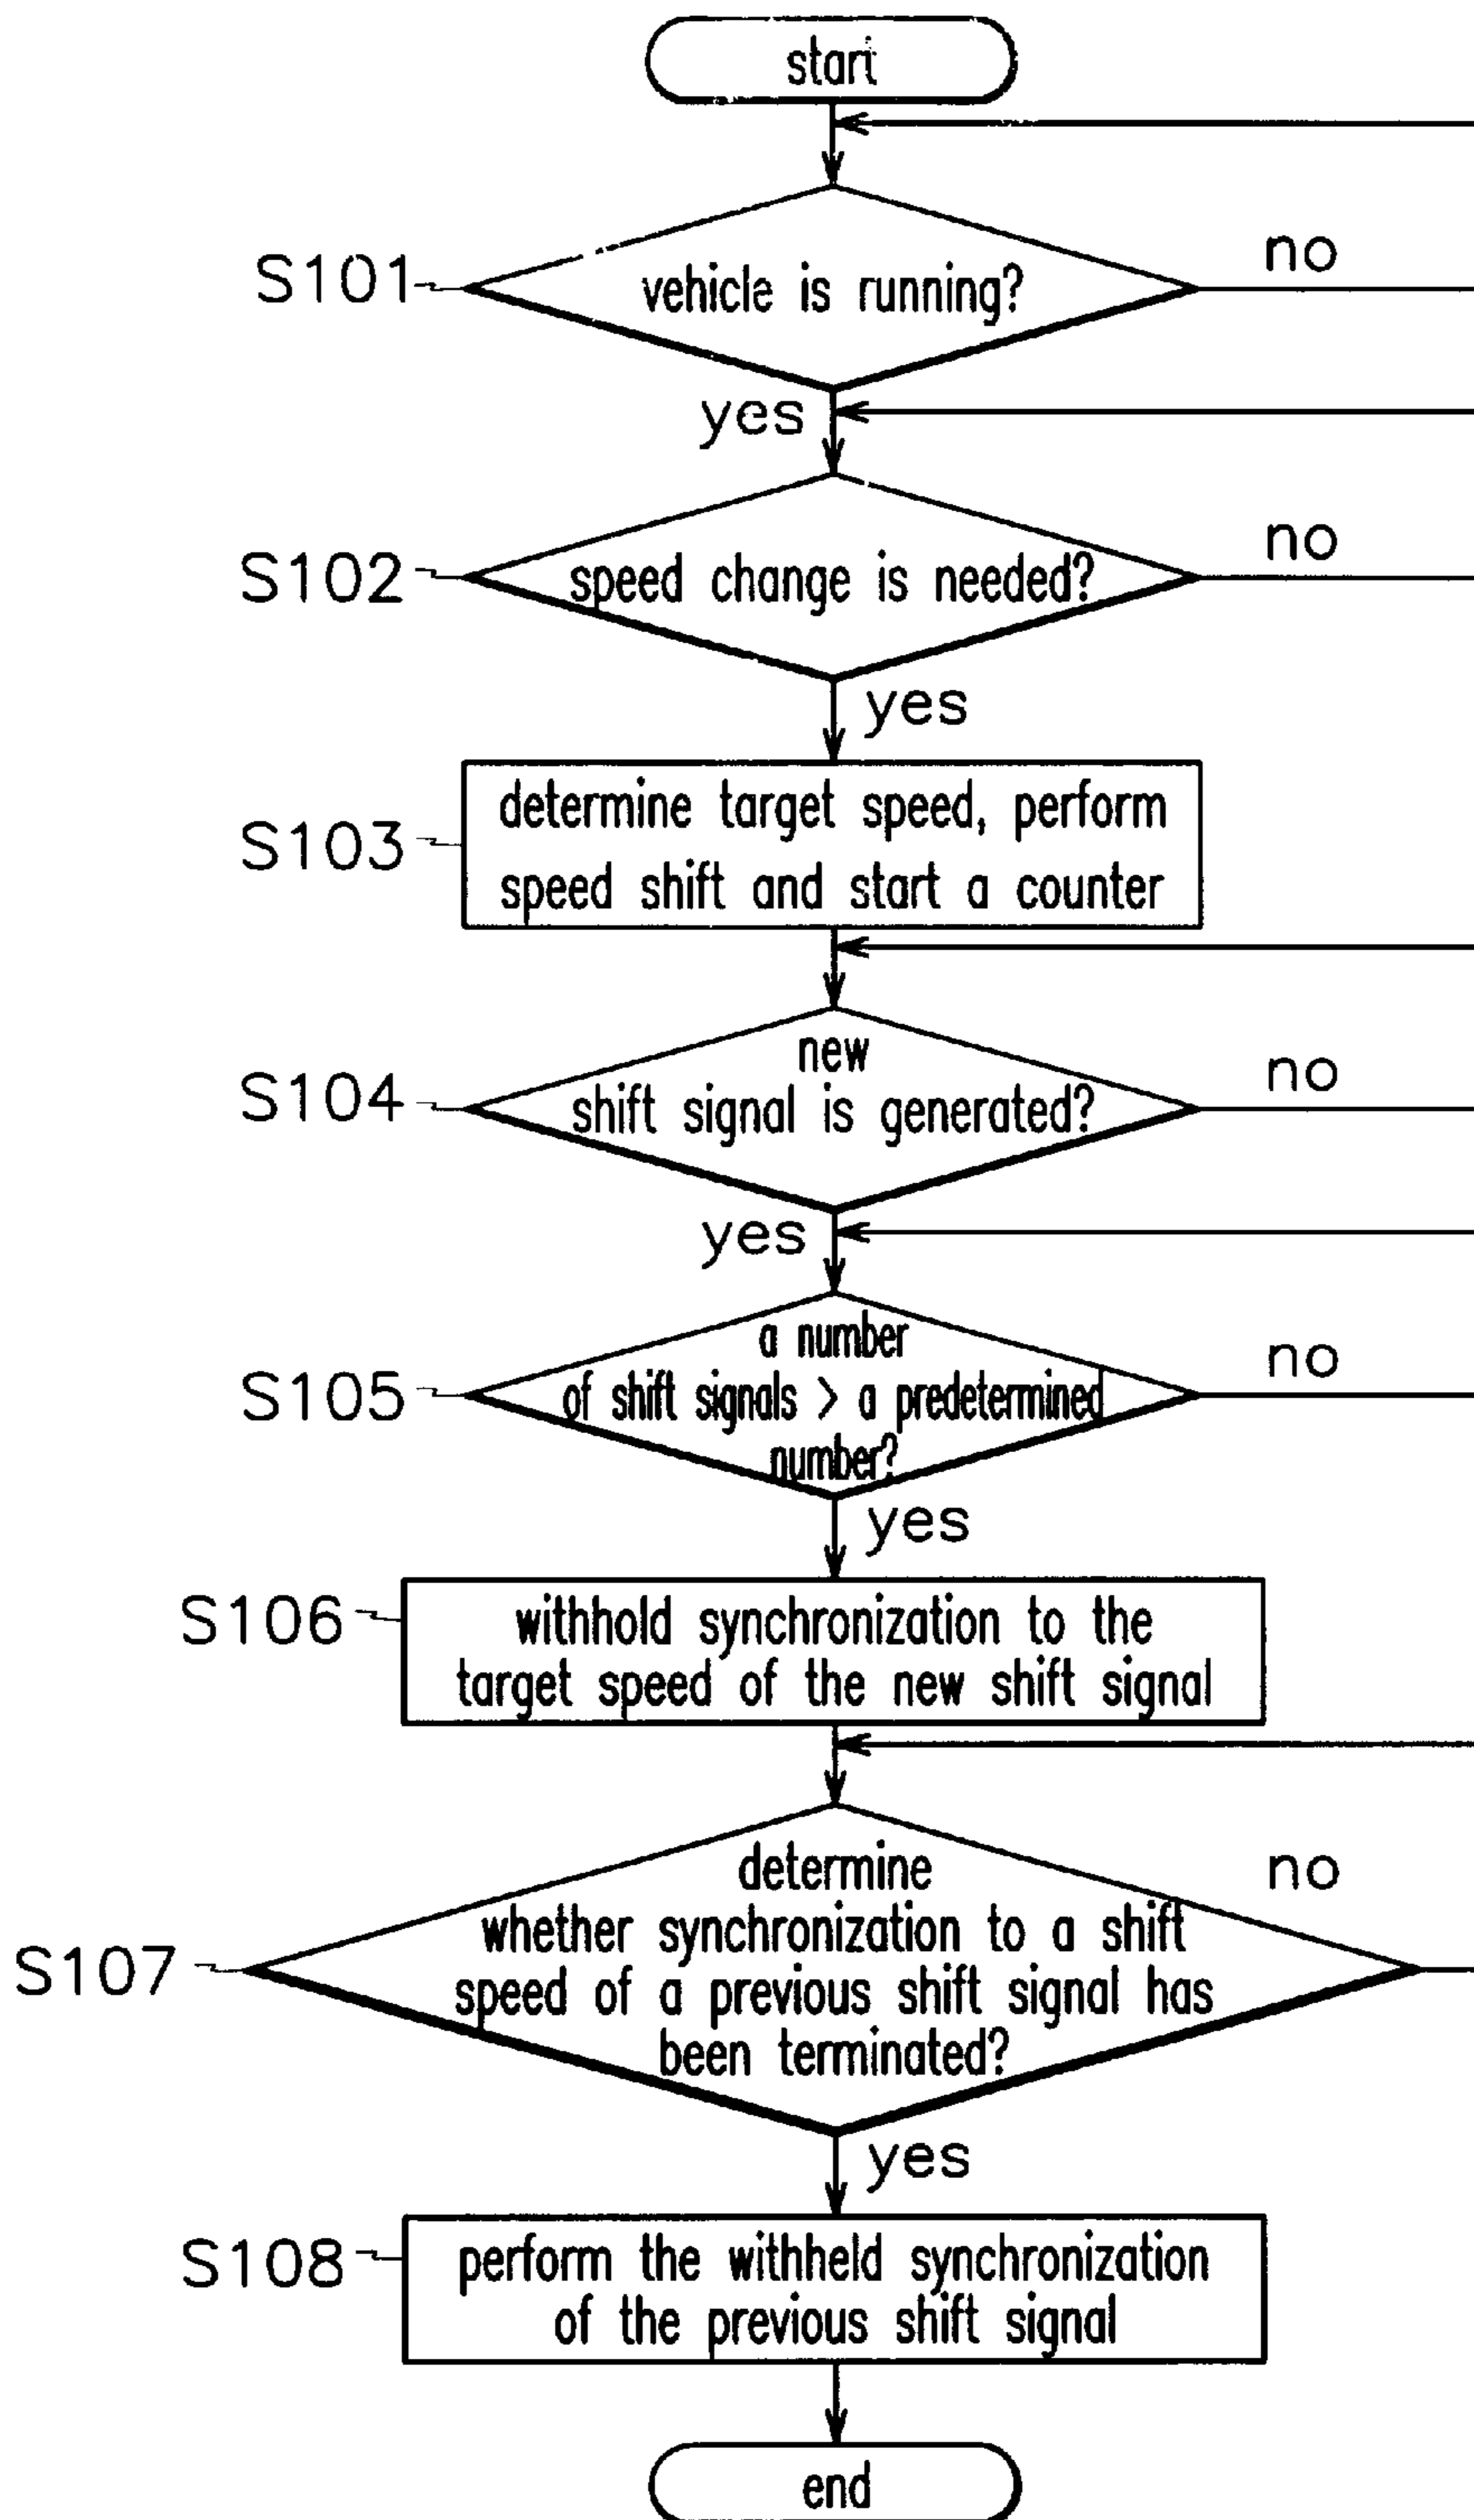 start
S101
vehicle is running?
no
yes
S102
speed change is needed?
no
yes
S103
determine target speed, perform
speed shift and start a counter
S104
new
shift signal is generated?
no
yes
S105
a number
of shift signals > a predetermined
number?
no
yes
S106
withhold synchronization to the
target speed of the new shift signal
S107
determine
whether synchronization to a shift
speed of a previous shift signal has
been terminated?
no
yes
S108
perform the withheld synchronization
of the previous shift signal
end